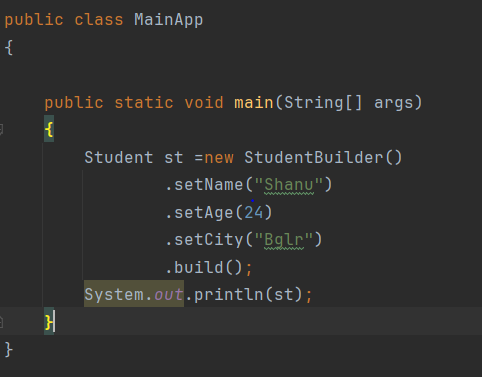 public class MainApp
{
public static void main(String[] args)
{
Student st =new StudentBuilder()
.setName("Shanu")
.setAge(24)
.setCity("Bglr")
.build();
System.out.println(st);
}
}